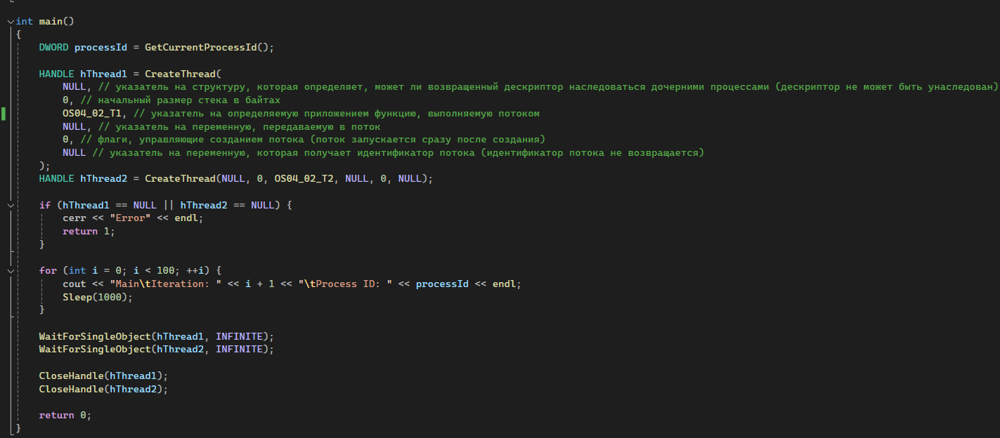 int main()
{
    DWORD processId = GetCurrentProcessId();

    HANDLE hThread1 = CreateThread(
        NULL, // указатель на структуру, которая определяет, может ли возвращенный дескриптор наследоваться дочерними процессами (дескриптор не может быть унаследован)
        0, // начальный размер стека в байтах
        OS04_02_T1, // указатель на определяемую приложением функцию, выполняемую потоком
        NULL, // указатель на переменную, передаваемую в поток
        0, // флаги, управляющие созданием потока (поток запускается сразу после создания)
        NULL // указатель на переменную, которая получает идентификатор потока (идентификатор потока не возвращается)
    );
    HANDLE hThread2 = CreateThread(NULL, 0, OS04_02_T2, NULL, 0, NULL);

    if (hThread1 == NULL || hThread2 == NULL) {
        cerr << "Error" << endl;
        return 1;
    }

    for (int i = 0; i < 100; ++i) {
        cout << "Main\tIteration: " << i + 1 << "\tProcess ID: " << processId << endl;
        Sleep(1000);
    }

    WaitForSingleObject(hThread1, INFINITE);
    WaitForSingleObject(hThread2, INFINITE);

    CloseHandle(hThread1);
    CloseHandle(hThread2);

    return 0;
}